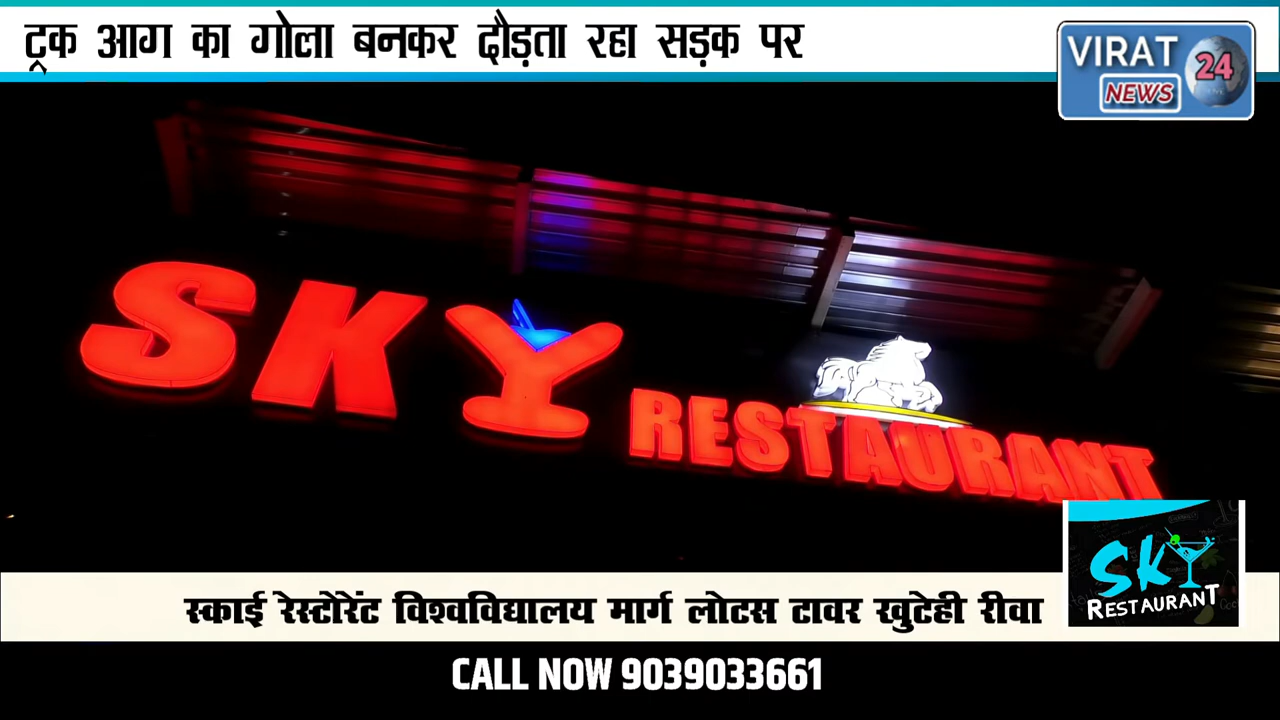 ट्रक आग का गोला बनकर दौड़ता रहा सड़क पर
VIRAT
24
NEWS
SKY RESTAURANT
SKY
RESTAURANT
स्काई रेस्टोरेंट विश्वविद्यालय मार्ग लोटस टावर खुटेही रीवा
CALL NOW 9039033661